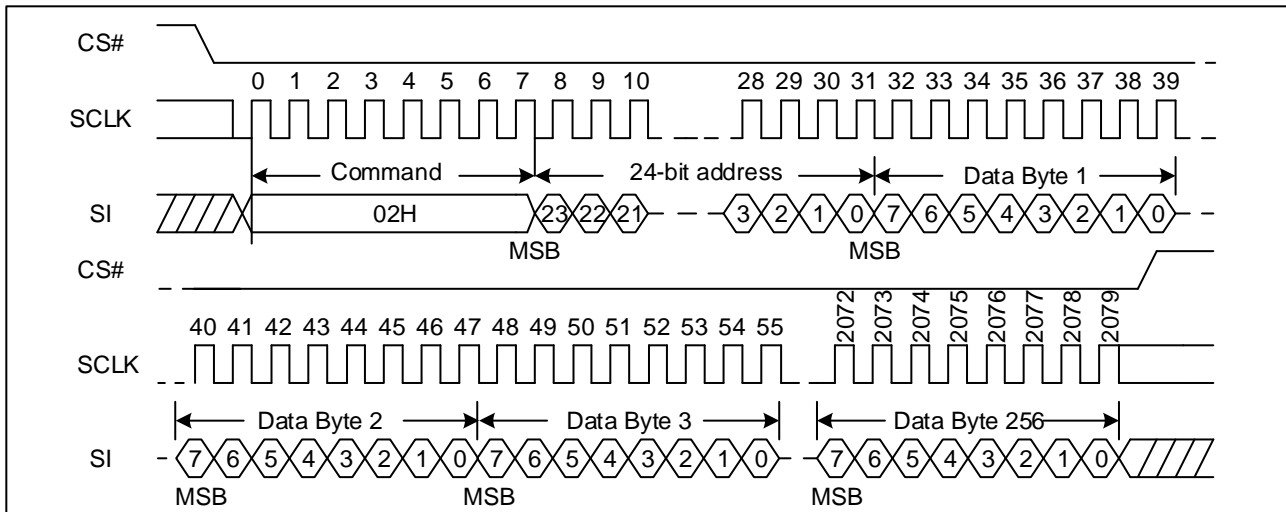 CS#
0 1 2 3 4 5 6 7 8 9 10 28 29 30 31 32 33 34 35 36 37 38 39
SCLK
Command 24-bit address Data Byte 1
SI 02H 23 22 21 3 2 1 0 7 6 5 4 3 2 1 0
MSB MSB
CS#
40 41 42 43 44 45 46 47 48 49 50 51 52 53 54 55 2072 2073 2074 2075 2076 2077 2078 2079
SCLK
Data Byte 2 Data Byte 3 Data Byte 256
SI 7 6 5 4 3 2 1 0 7 6 5 4 3 2 1 0 7 6 5 4 3 2 1 0
MSB MSB MSB